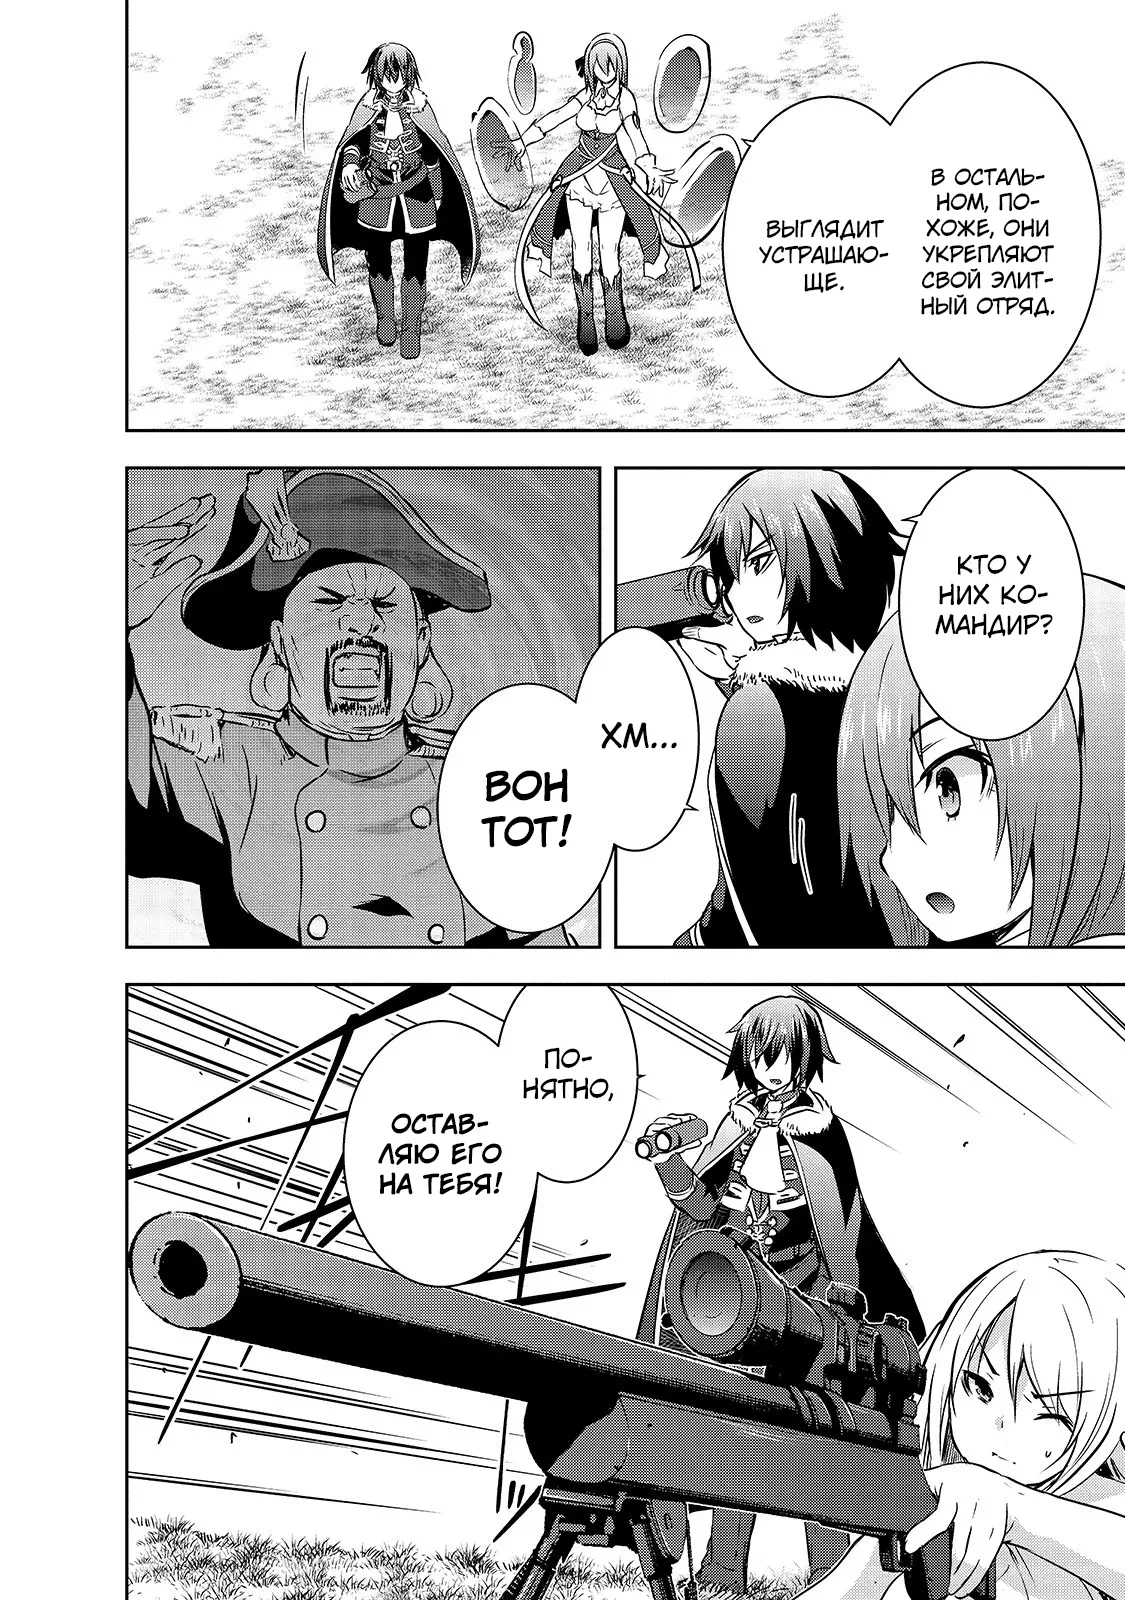 В ОСТАЛЬ-
НОМ, ПО-
ХОЖЕ, ОНИ
УКРЕПЛЯЮТ
СВОЙ ЭЛИТ-
НЫЙ ОТРЯД.
ВЫГЛЯДИТ
УСТРАШАЮ-
ЩЕ.
КТО У
НИХ КО-
МАНДИР?
ХМ...
ВОН
ТОТ!
ПО-
НЯТНО,
ОСТАВ-
ЛЯЮ ЕГО
НА ТЕБЯ!